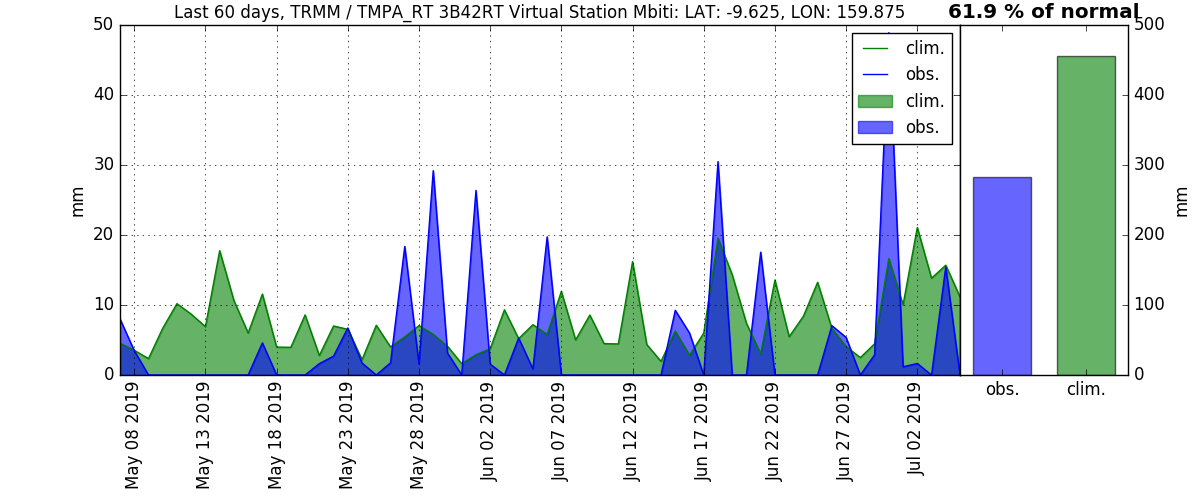 Last 60 days, TRMM / TMPA_RT 3B42RT Virtual Station Mbiti: LAT: -9.625, LON: 159.875
61.9 % of normal
50
40
30
20
10
0
mm
clim.
obs.
clim.
obs.
500
400
300
200
100
0
mm
May 08 2019
May 13 2019
May 18 2019
May 23 2019
May 28 2019
Jun 02 2019
Jun 07 2019
Jun 12 2019
Jun 17 2019
Jun 22 2019
Jun 27 2019
Jul 02 2019
obs.
clim.